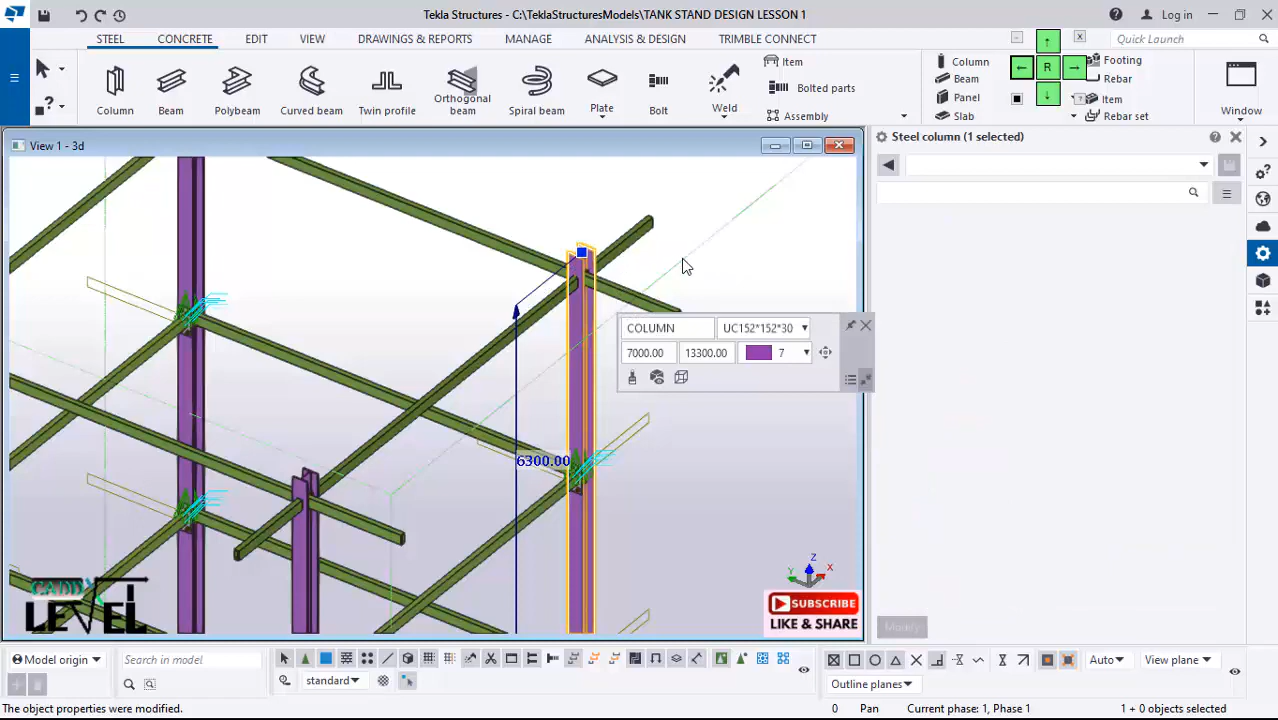 Tekla Structures - C:\TeklaStructuresModels\TANK STAND DESIGN LESSON 1
Log in
STEEL CONCRETE EDIT VIEW DRAWINGS & REPORTS MANAGE ANALYSIS & DESIGN TRIMBLE CONNECT
Quick Launch
R
Column
Beam
Polybeam
Curved beam
Twin profile
Orthogonal
beam
Spiral beam
Plate
Bolt
Weld
Item
Bolted parts
Assembly
Column
Beam
Panel
Slab
Footing
Rebar
Item
Rebar set
Window
View 1 - 3d
Steel column (1 selected)
COLUMN UC152*152*30
7000.00 13300.00 7
6300.00
Z
Y X
CADDX
LEVEL
SUBSCRIBE
LIKE & SHARE
Modify
Model origin Search in model
standard
Auto View plane
Outline planes
The object properties were modified.
0 Pan Current phase: 1, Phase 1 1 + 0 objects selected